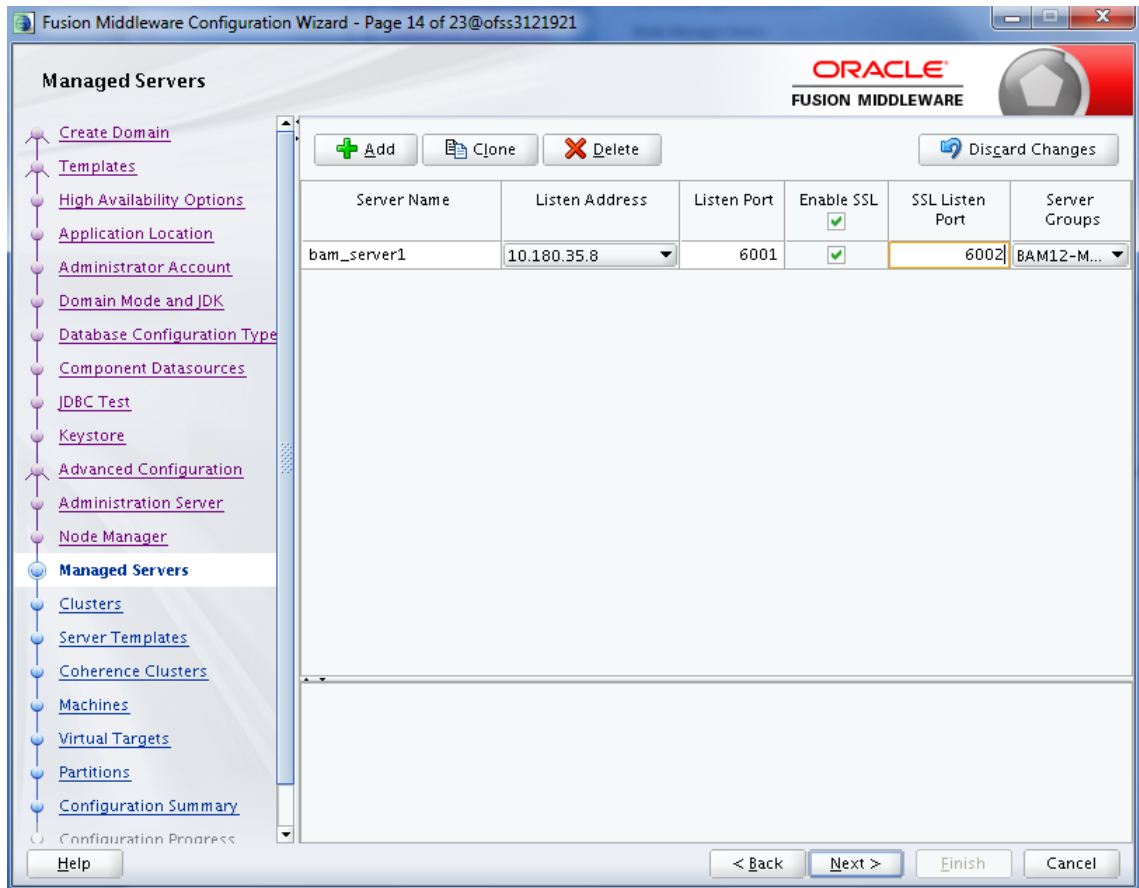 Fusion Middleware Configuration Wizard - Page 14 of 23@ofss3121921
Managed Servers
ORACLE
FUSION MIDDLEWARE
Create Domain
Templates
High Availability Options
Application Location
Administrator Account
Domain Mode and JDK
Database Configuration Type
Component Datasources
JDBC Test
Keystore
Advanced Configuration
Administration Server
Node Manager
Managed Servers
Clusters
Server Templates
Coherence Clusters
Machines
Virtual Targets
Partitions
Configuration Summary
Configuration Progress
Add Clone Delete Discard Changes
Server Name Listen Address Listen Port Enable SSL SSL Listen Port Server Groups
bam_server1 10.180.35.8 6001 6002 BAM12-M...
Help < Back Next > Finish Cancel